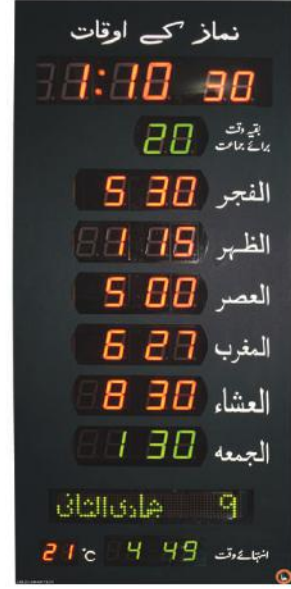 نماز کے اوقات
1:10 30
بقیہ وقت
برائے جماعت 20
الفجر 5 30
الظہر 1 15
العصر 5 00
المغرب 6 27
العشاء 8 30
الجمعه 1 30
9 جمادی الثانی
21 °C انتہائے وقت 4 49